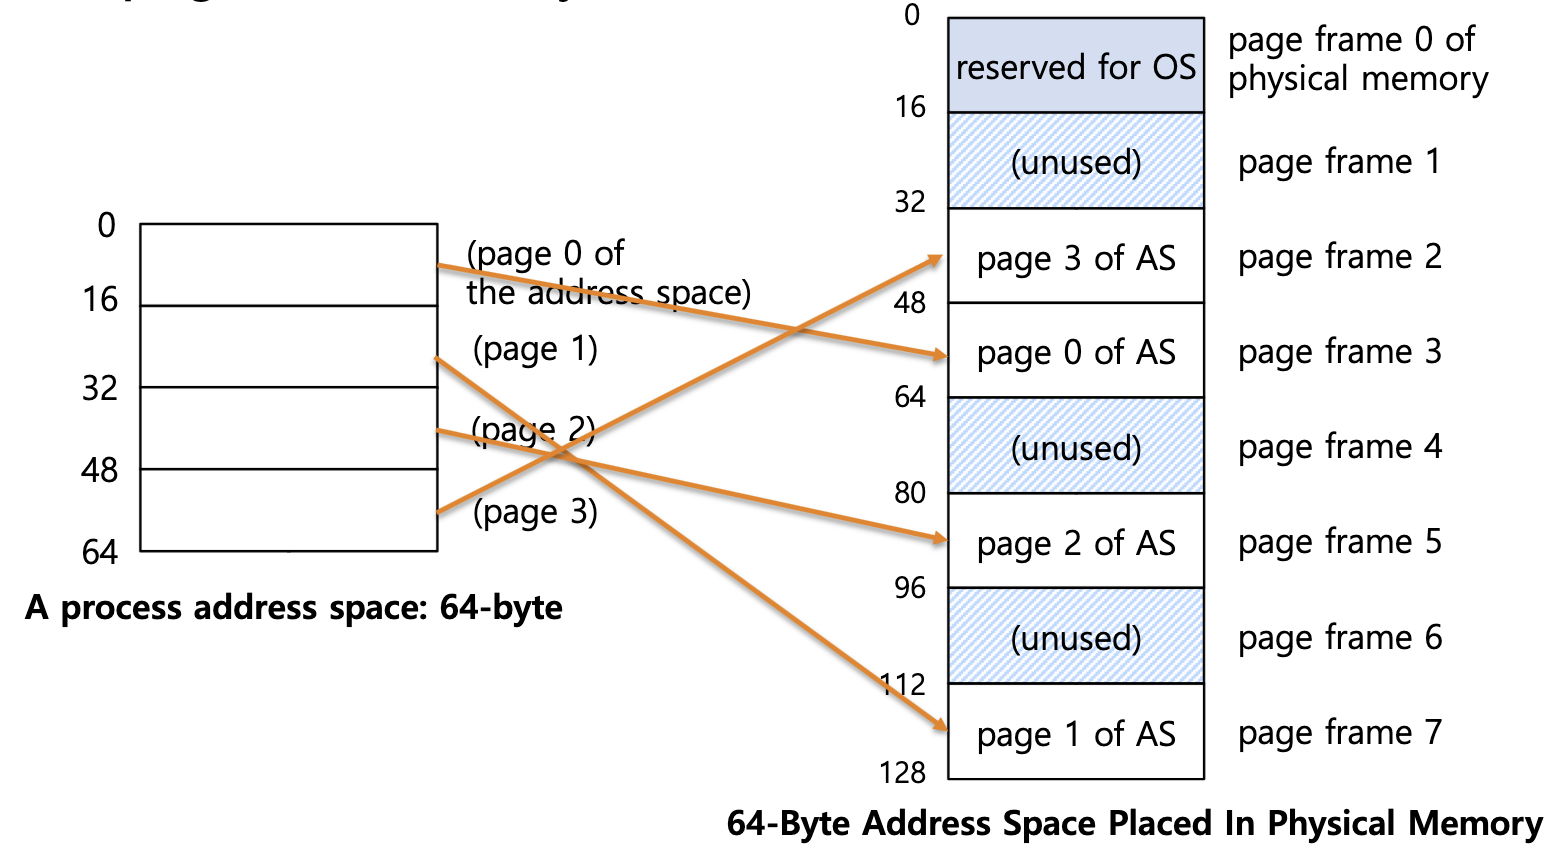 0
16
32
48
64
(page 0 of
the address space)
(page 1)
(page 2)
(page 3)
A process address space: 64-byte
0
16
32
48
64
80
96
112
128
reserved for OS
(unused)
page 3 of AS
page 0 of AS
(unused)
page 2 of AS
(unused)
page 1 of AS
page frame 0 of
physical memory
page frame 1
page frame 2
page frame 3
page frame 4
page frame 5
page frame 6
page frame 7
64-Byte Address Space Placed In Physical Memory